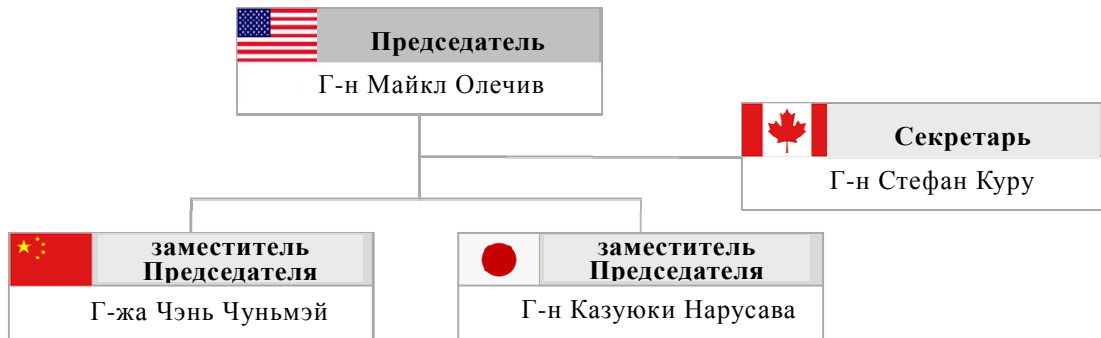 Председатель
Г-н Майкл Олечив
Секретарь
Г-н Стефан Куру
заместитель
Председателя
Г-жа Чэнь Чуньмэй
заместитель
Председателя
Г-н Казуюки Нарусава